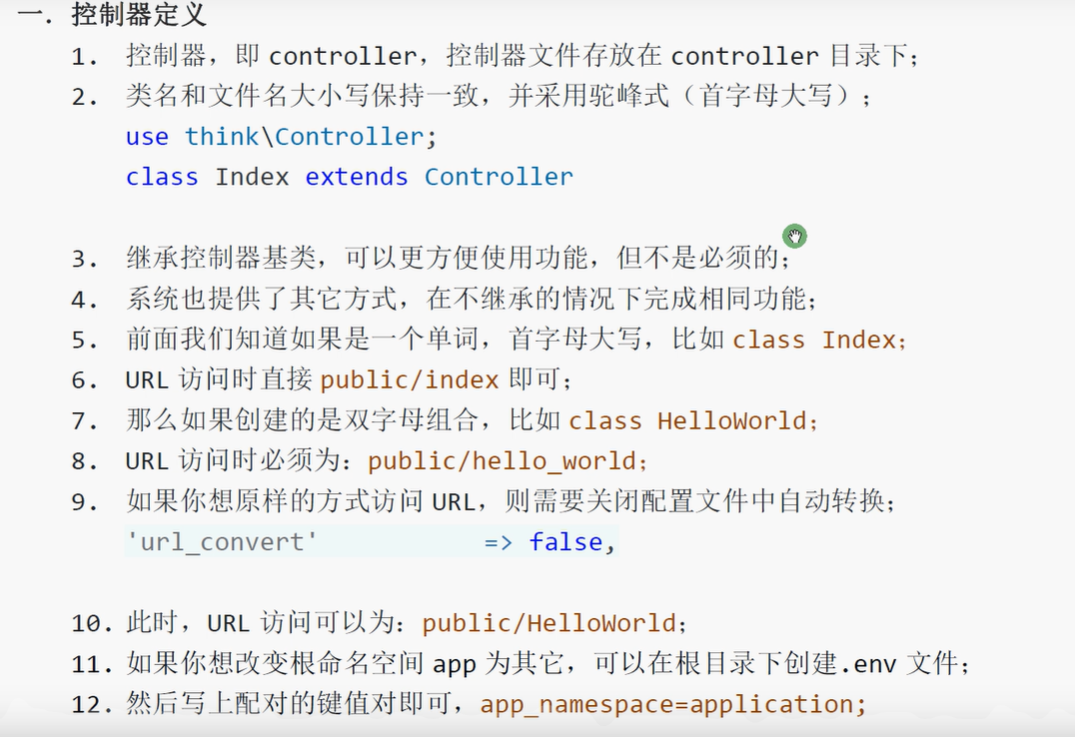 一. 控制器定义
1. 控制器，即 controller，控制器文件存放在 controller 目录下；
2. 类名和文件名大小写保持一致，并采用驼峰式（首字母大写）；
use think\Controller;
class Index extends Controller
3. 继承控制器基类，可以更方便使用功能，但不是必须的；
4. 系统也提供了其它方式，在不继承的情况下完成相同功能；
5. 前面我们知道如果是一个单词，首字母大写，比如 class Index；
6. URL 访问时直接 public/index 即可；
7. 那么如果创建的是双字母组合，比如 class HelloWorld；
8. URL 访问时必须为：public/hello_world；
9. 如果你想原样的方式访问 URL，则需要关闭配置文件中自动转换；
'url_convert' => false,
10. 此时，URL 访问可以为：public/HelloWorld；
11. 如果你想改变根命名空间 app 为其它，可以在根目录下创建.env 文件；
12. 然后写上配对的键值对即可，app_namespace=application;